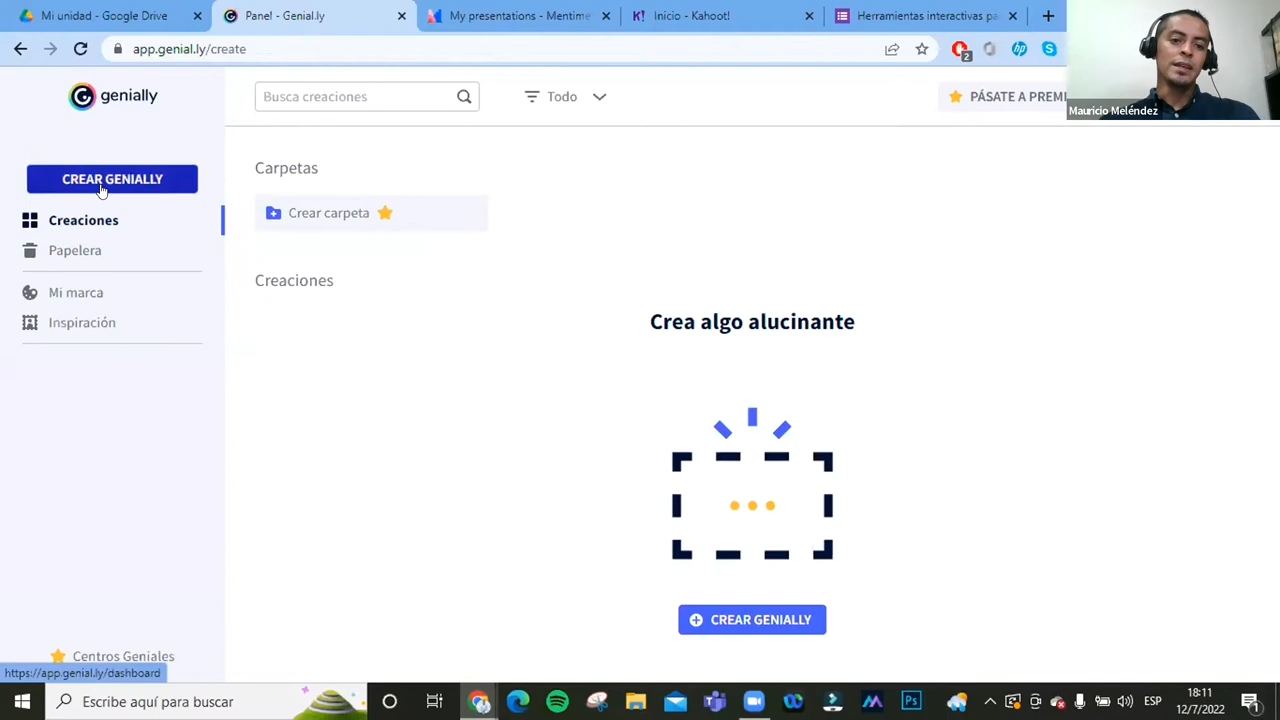 Mi unidad - Google Drive
Panel - Genial.ly
My presentations - Mentime
Inicio - Kahoot!
Herramientas interactivas pa
app.genial.ly/create
2
Mauricio Meléndez
genially
Busca creaciones
Todo
PÁSATE A PREMI
CREAR GENIALLY
Creaciones
Papelera
Mi marca
Inspiración
Carpetas
Crear carpeta
Creaciones
Crea algo alucinante
CREAR GENIALLY
Centros Geniales
https://app.genial.ly/dashboard
Escribe aquí para buscar
Ps
ESP
18:11
12/7/2022
1